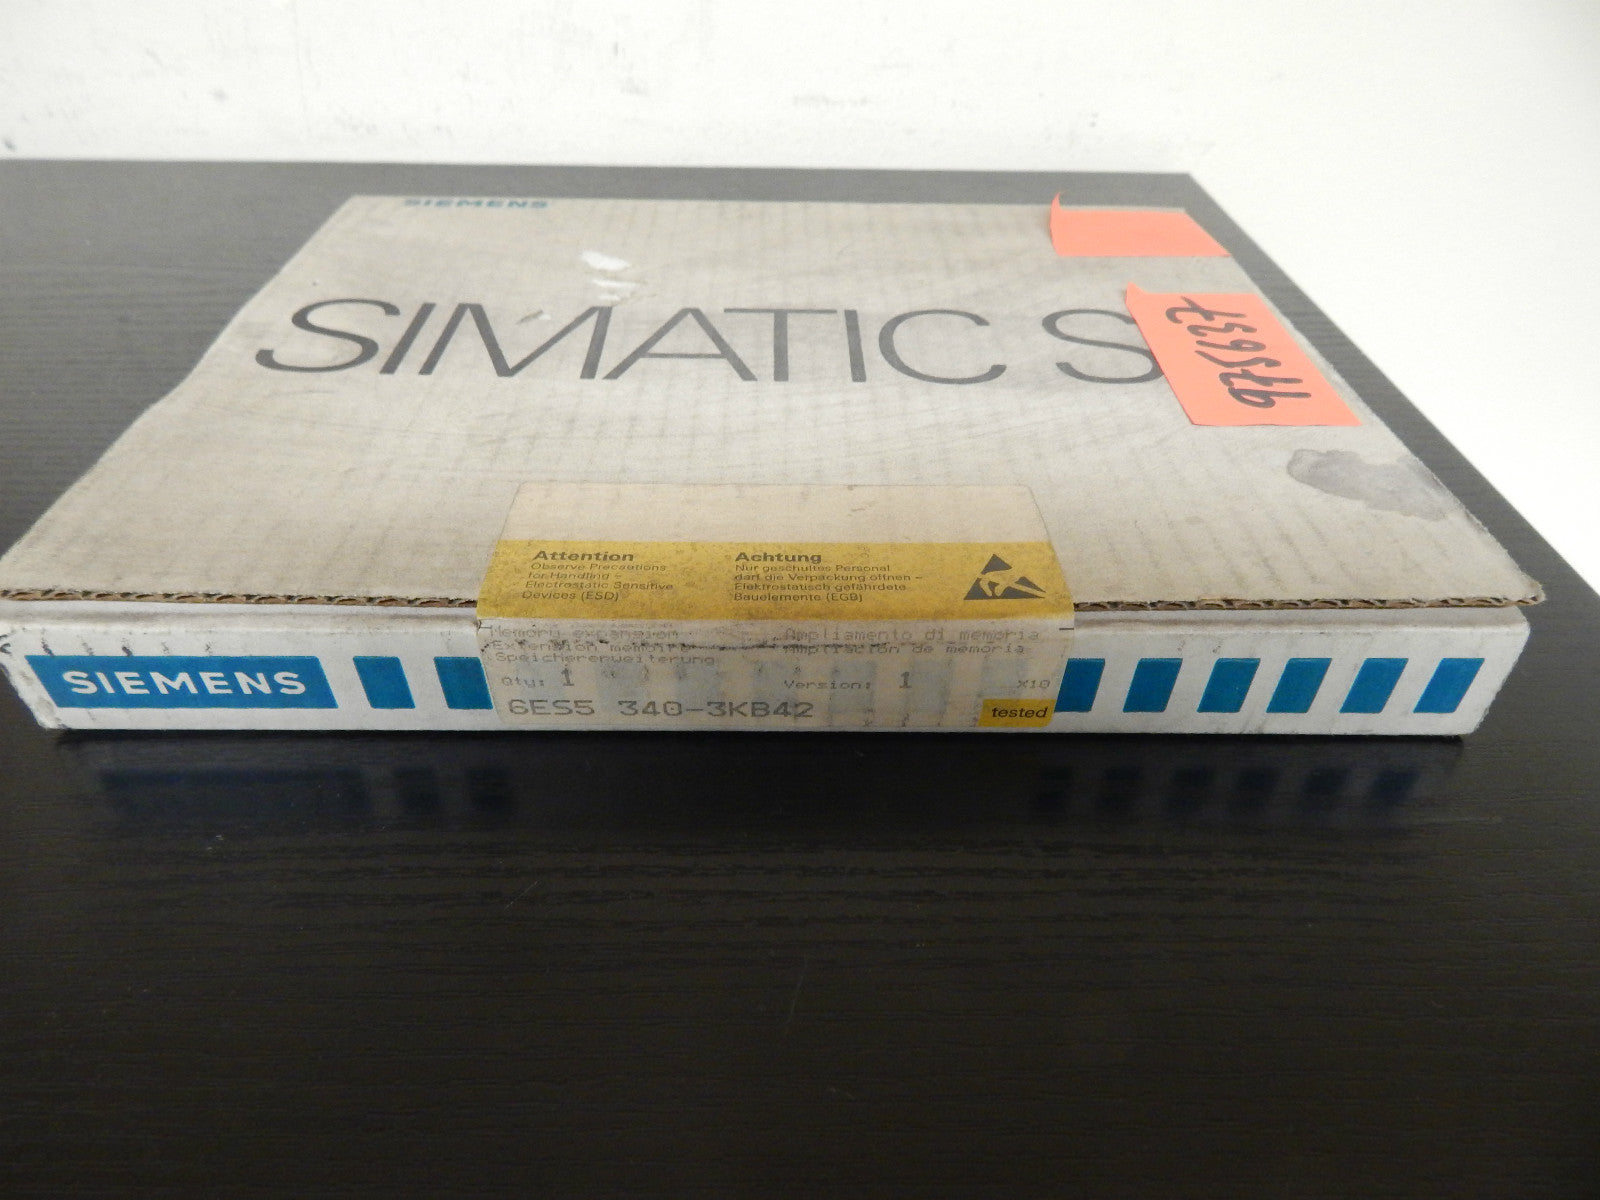 SIEMENS
SIMATIC S
Attention
Observe Precautions
for Handling –
Electrostatic Sensitive
Devices (ESD)
Achtung
Nur geschultes Personal
darf die Verpackung öffnen –
Elektrostatisch gefährdete
Bauelemente (EGB)
Memory expansion
Extension memoire
Speichererweiterung
Ampliamento di memoria
Ampliación de memoria
Qty: 1
Version: 1
X10
6ES5 340-3KB42
tested
SIEMENS